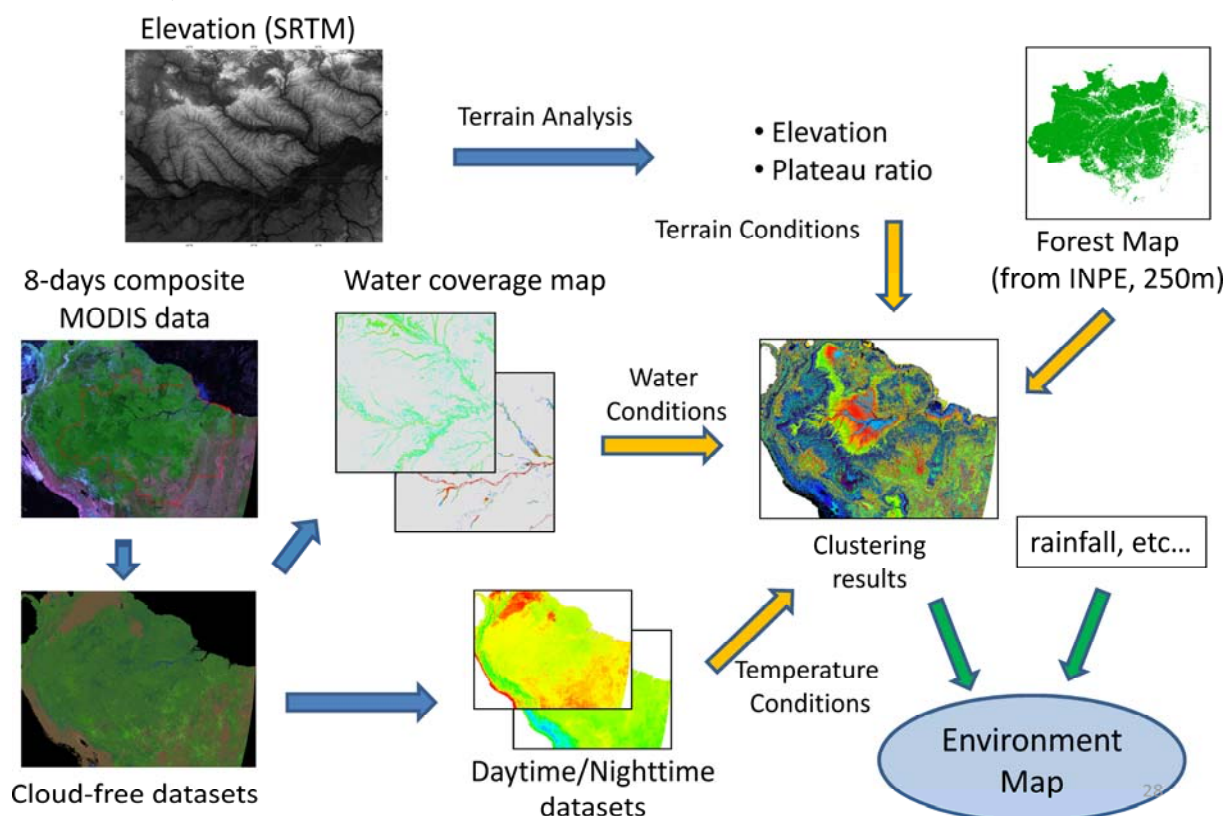 Elevation (SRTM)
Terrain Analysis
• Elevation
• Plateau ratio
Terrain Conditions
Forest Map
(from INPE, 250m)
8-days composite
MODIS data
Water coverage map
Water
Conditions
Clustering
results
rainfall, etc...
Temperature
Conditions
Cloud-free datasets
Daytime/Nighttime
datasets
Environment
Map
28